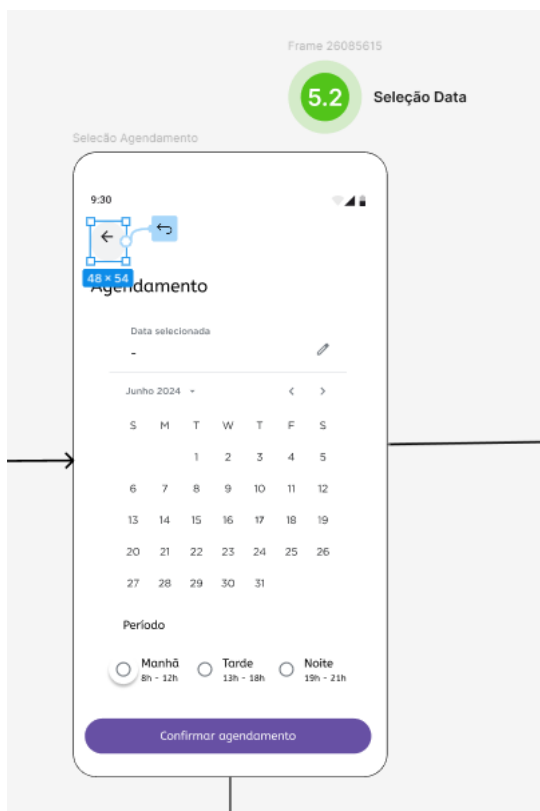 Frame 26085615
5.2 Seleção Data
Selecão Agendamento
9:30
48 × 54
Agendamento
Data selecionada
-
Junho 2024
S M T W T F S
1 2 3 4 5
6 7 8 9 10 11 12
13 14 15 16 17 18 19
20 21 22 23 24 25 26
27 28 29 30 31
Período
Manhã Tarde Noite
8h - 12h 13h - 18h 19h - 21h
Confirmar agendamento